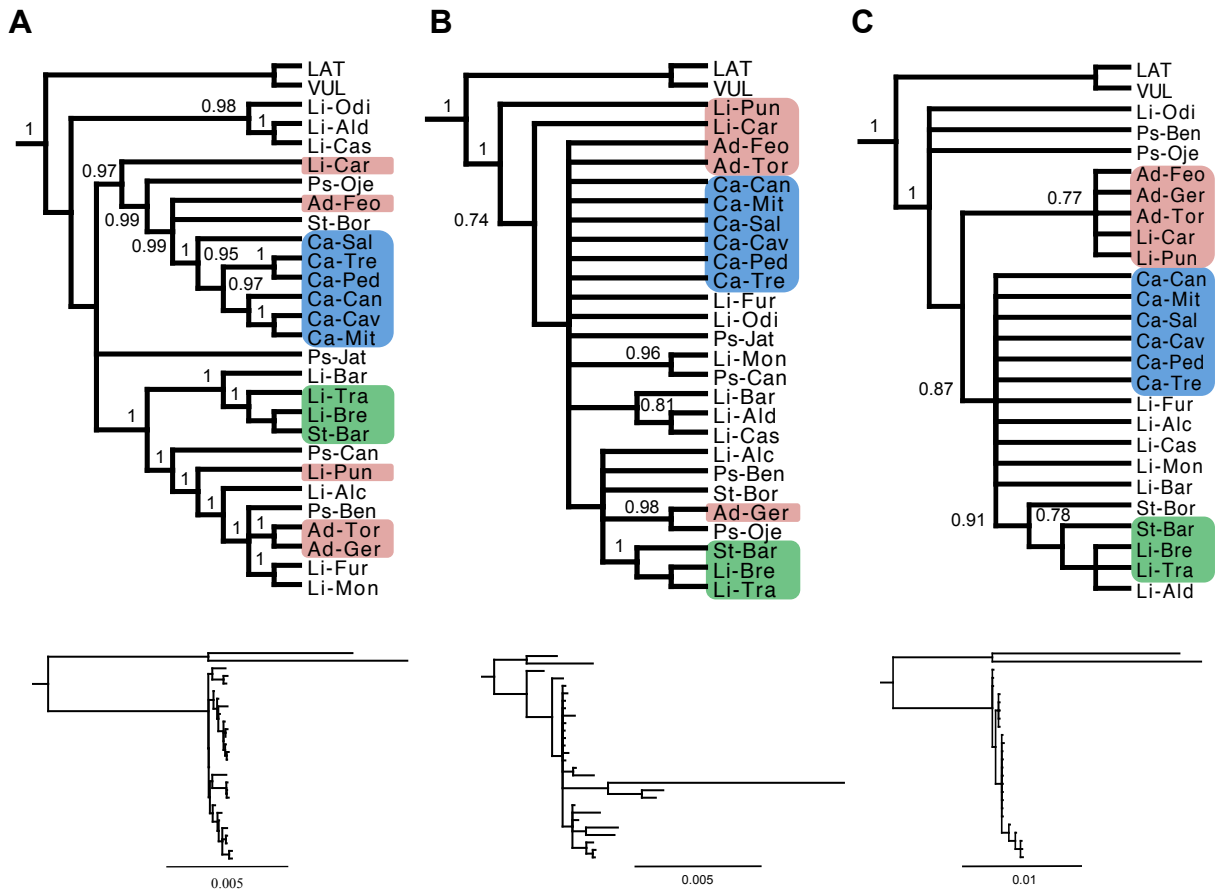 A
B
C
LAT
VUL
Li-Odi
Li-Ald
Li-Cas
Li-Car
Ps-Oje
Ad-Feo
St-Bor
Ca-Sal
Ca-Tre
Ca-Ped
Ca-Can
Ca-Cav
Ca-Mit
Ps-Jat
Li-Bar
Li-Tra
Li-Bre
St-Bar
Ps-Can
Li-Pun
Li-Alc
Ps-Ben
Ad-Tor
Ad-Ger
Li-Fur
Li-Mon
1
0.98
1
0.97
0.99
0.99
1
0.95
1
0.97
1
1
1
1
1
1
1
1
1
1
1
0.005
LAT
VUL
Li-Pun
Li-Car
Ad-Feo
Ad-Tor
Ca-Can
Ca-Mit
Ca-Sal
Ca-Cav
Ca-Ped
Ca-Tre
Li-Fur
Li-Odi
Ps-Jat
Li-Mon
Ps-Can
Li-Bar
Li-Ald
Li-Cas
Li-Alc
Ps-Ben
St-Bor
Ad-Ger
Ps-Oje
St-Bar
Li-Bre
Li-Tra
1
1
0.74
0.96
0.81
0.98
1
0.005
LAT
VUL
Li-Odi
Ps-Ben
Ps-Oje
Ad-Feo
Ad-Ger
Ad-Tor
Li-Car
Li-Pun
Ca-Can
Ca-Mit
Ca-Sal
Ca-Cav
Ca-Ped
Ca-Tre
Li-Fur
Li-Alc
Li-Cas
Li-Mon
Li-Bar
St-Bor
St-Bar
Li-Bre
Li-Tra
Li-Ald
1
1
0.77
0.87
0.91
0.78
0.01